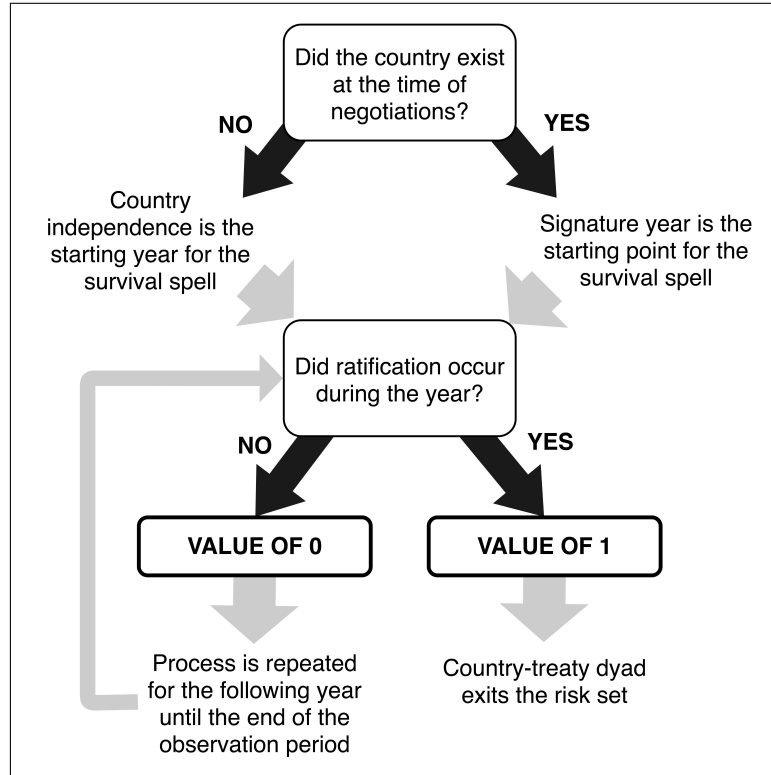 Did the country exist
at the time of
negotiations?
NO
YES
Country
independence is the
starting year for the
survival spell
Signature year is the
starting point for the
survival spell
Did ratification occur
during the year?
NO
YES
VALUE OF 0
VALUE OF 1
Process is repeated
for the following year
until the end of the
observation period
Country-treaty dyad
exits the risk set